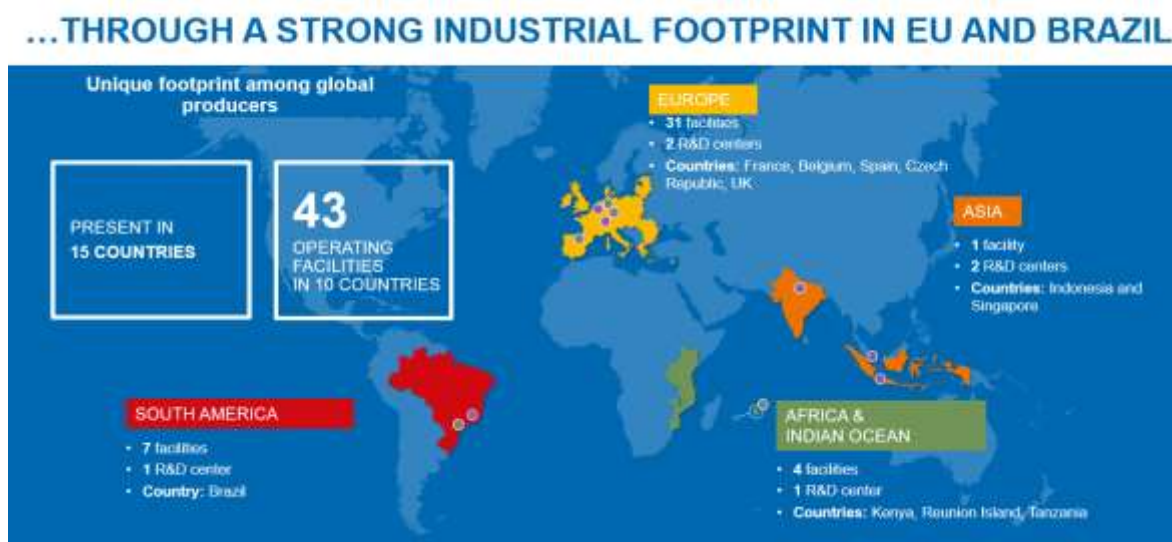 ...THROUGH A STRONG INDUSTRIAL FOOTPRINT IN EU AND BRAZIL
Unique footprint among global
producers
PRESENT IN
15 COUNTRIES
43
OPERATING
FACILITIES
IN 10 COUNTRIES
EUROPE
• 31 facilities
• 2 R&D centers
• Countries: France, Belgium, Spain, Czech
Republic, UK
ASIA
• 1 facility
• 2 R&D centers
• Countries: Indonesia and
Singapore
SOUTH AMERICA
• 7 facilities
• 1 R&D center
• Country: Brazil
AFRICA &
INDIAN OCEAN
• 4 facilities
• 1 R&D center
• Countries: Kenya, Reunion Island, Tanzania